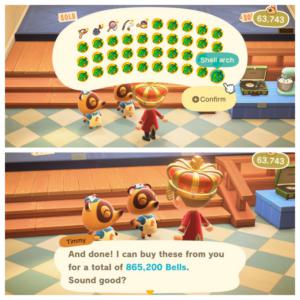 SOLD
63,743
Shell arch
Confirm
63,743
Timmy
And done! I can buy these from you
for a total of 865,200 Bells.
Sound good?